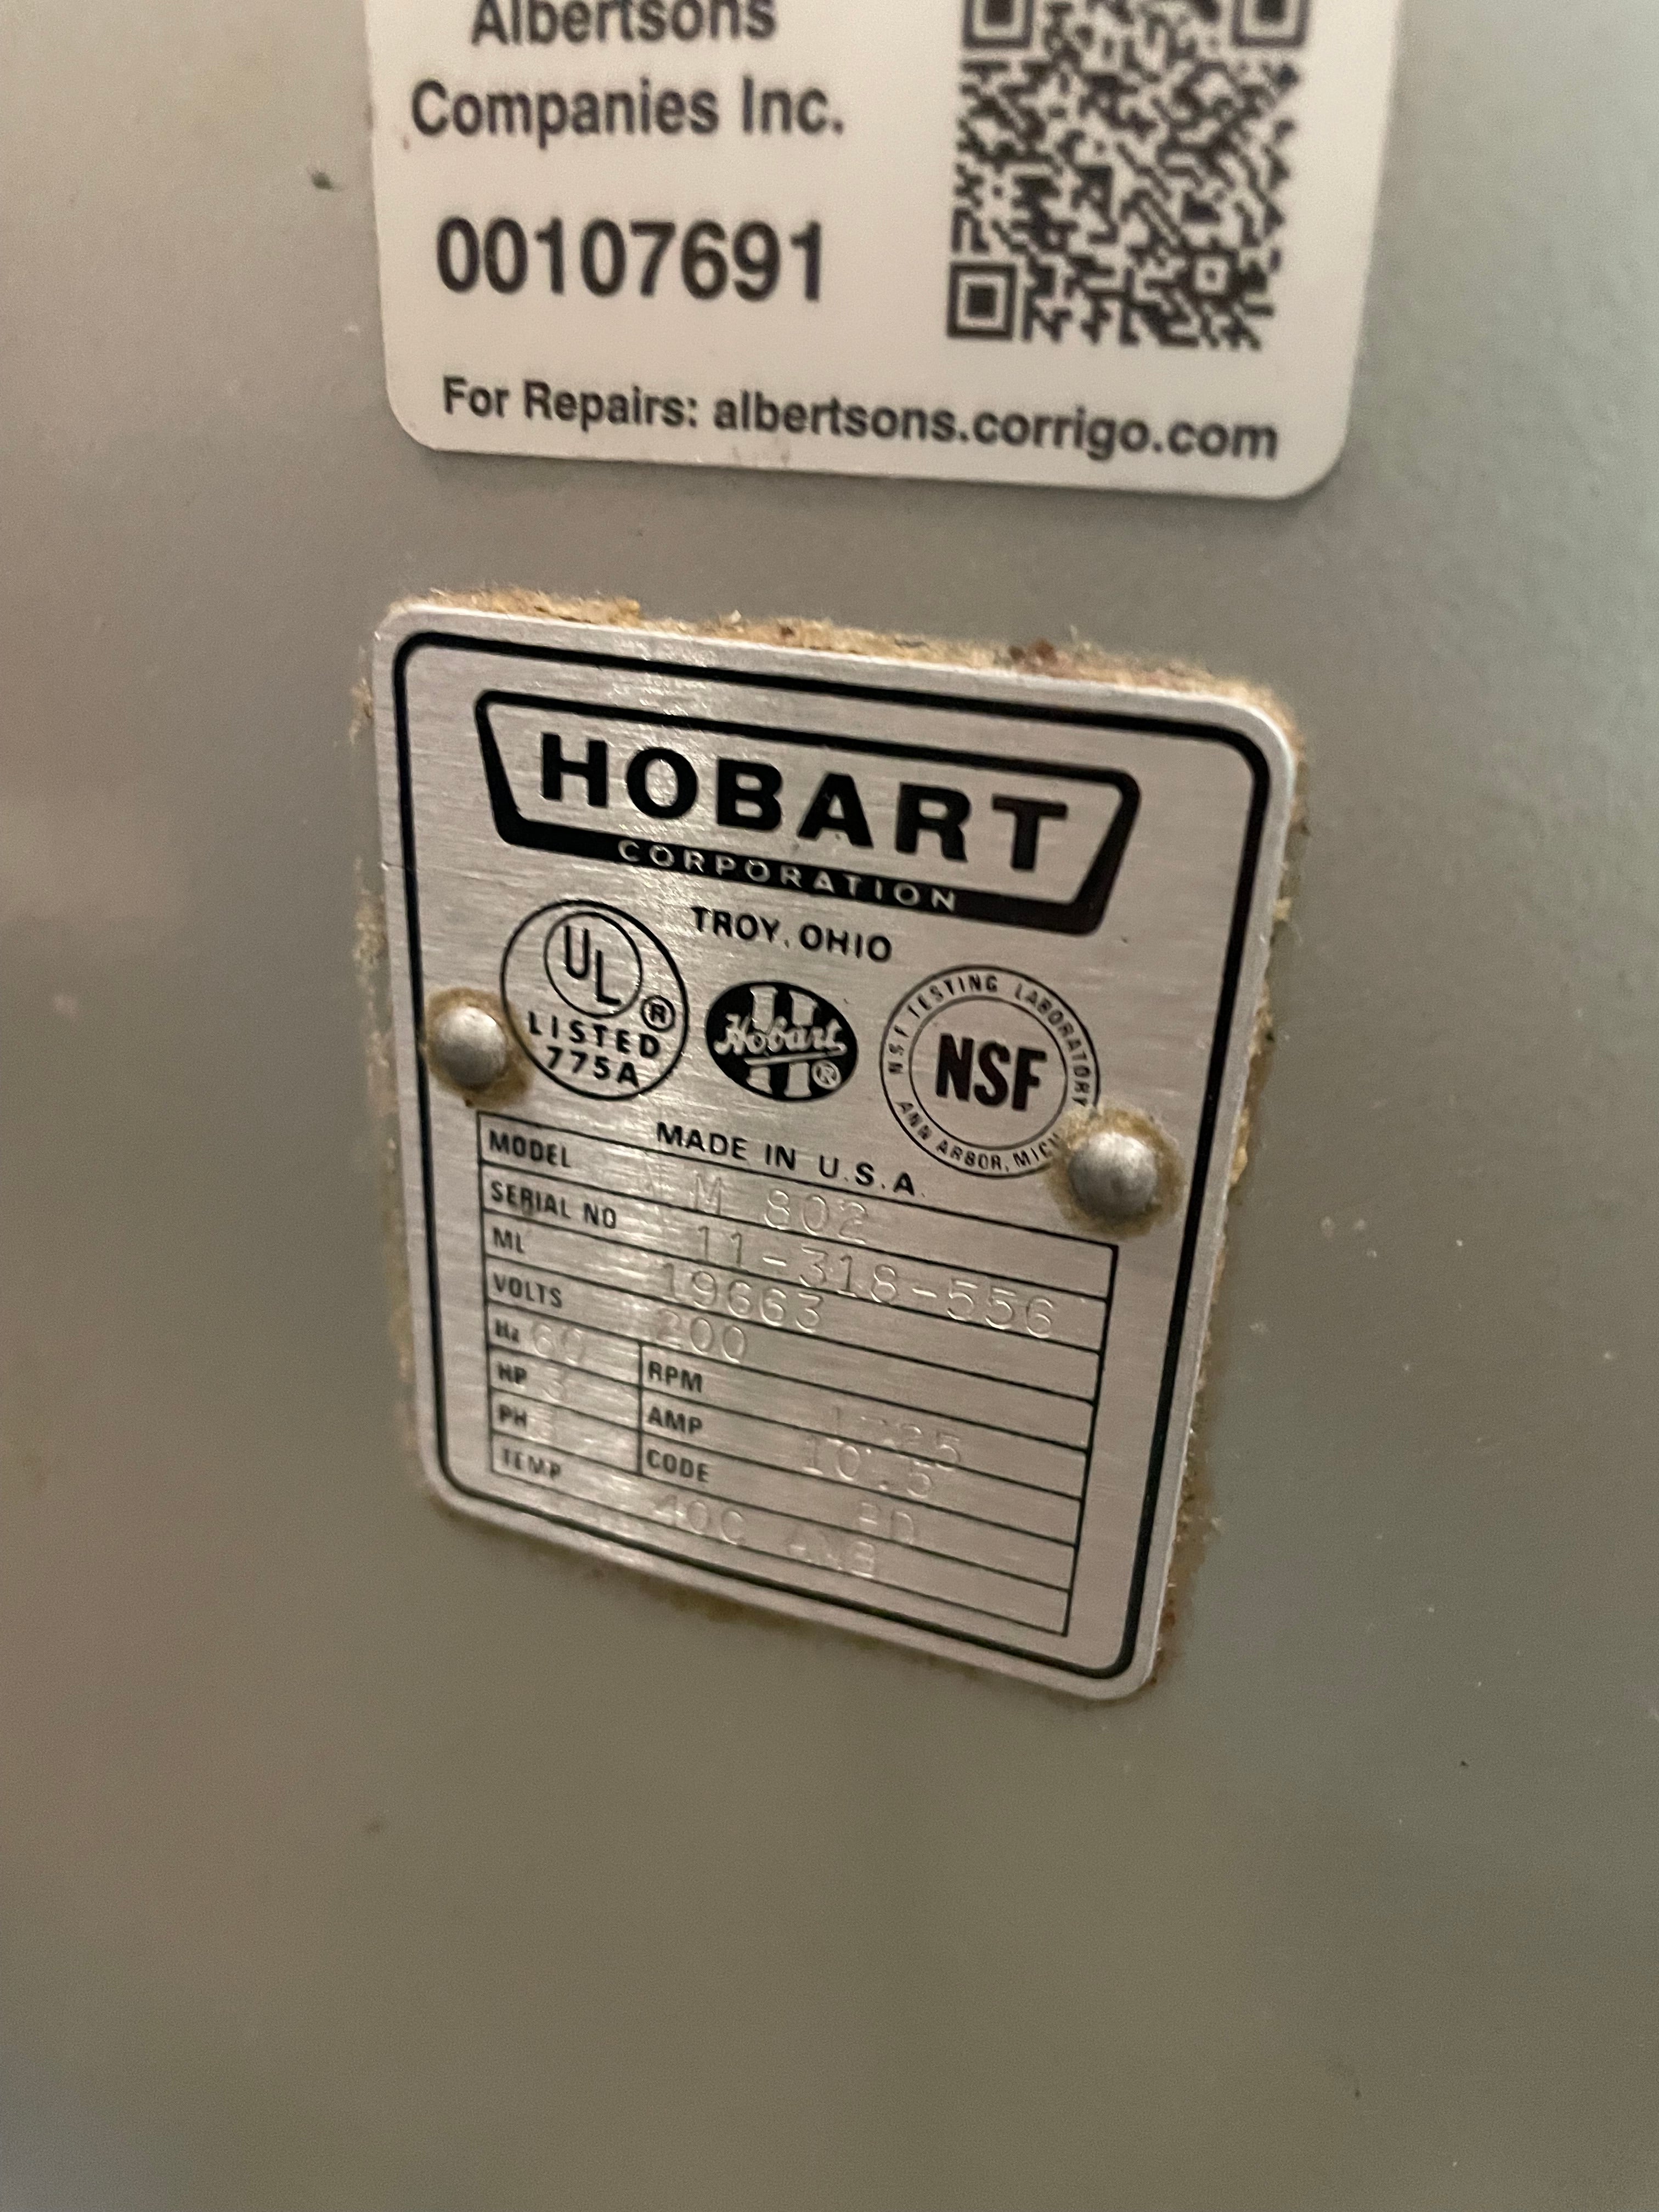 Albertsons
Companies Inc.
00107691
For Repairs: albertsons.corrigo.com
HOBART
CORPORATION
TROY, OHIO
UL ®
LISTED
775A
Hobart ®
NSF TESTING LABORATORY
NSF
ANN ARBOR, MICH
MADE IN U.S.A.
MODEL M 802
SERIAL NO 11-318-556
ML 19663
VOLTS 200
Hz 60 RPM
HP 3 AMP 10.5
PH CODE
TEMP 40C AMB